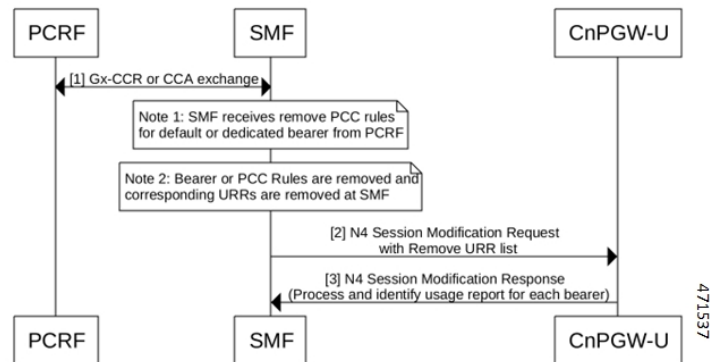 PCRF
SMF
CnPGW-U
[1] Gx-CCR or CCA exchange
Note 1: SMF receives remove PCC rules
for default or dedicated bearer from PCRF
Note 2: Bearer or PCC Rules are removed and
corresponding URRs are removed at SMF
[2] N4 Session Modification Request
with Remove URR list
[3] N4 Session Modification Response
(Process and identify usage report for each bearer)
471537
PCRF
SMF
CnPGW-U